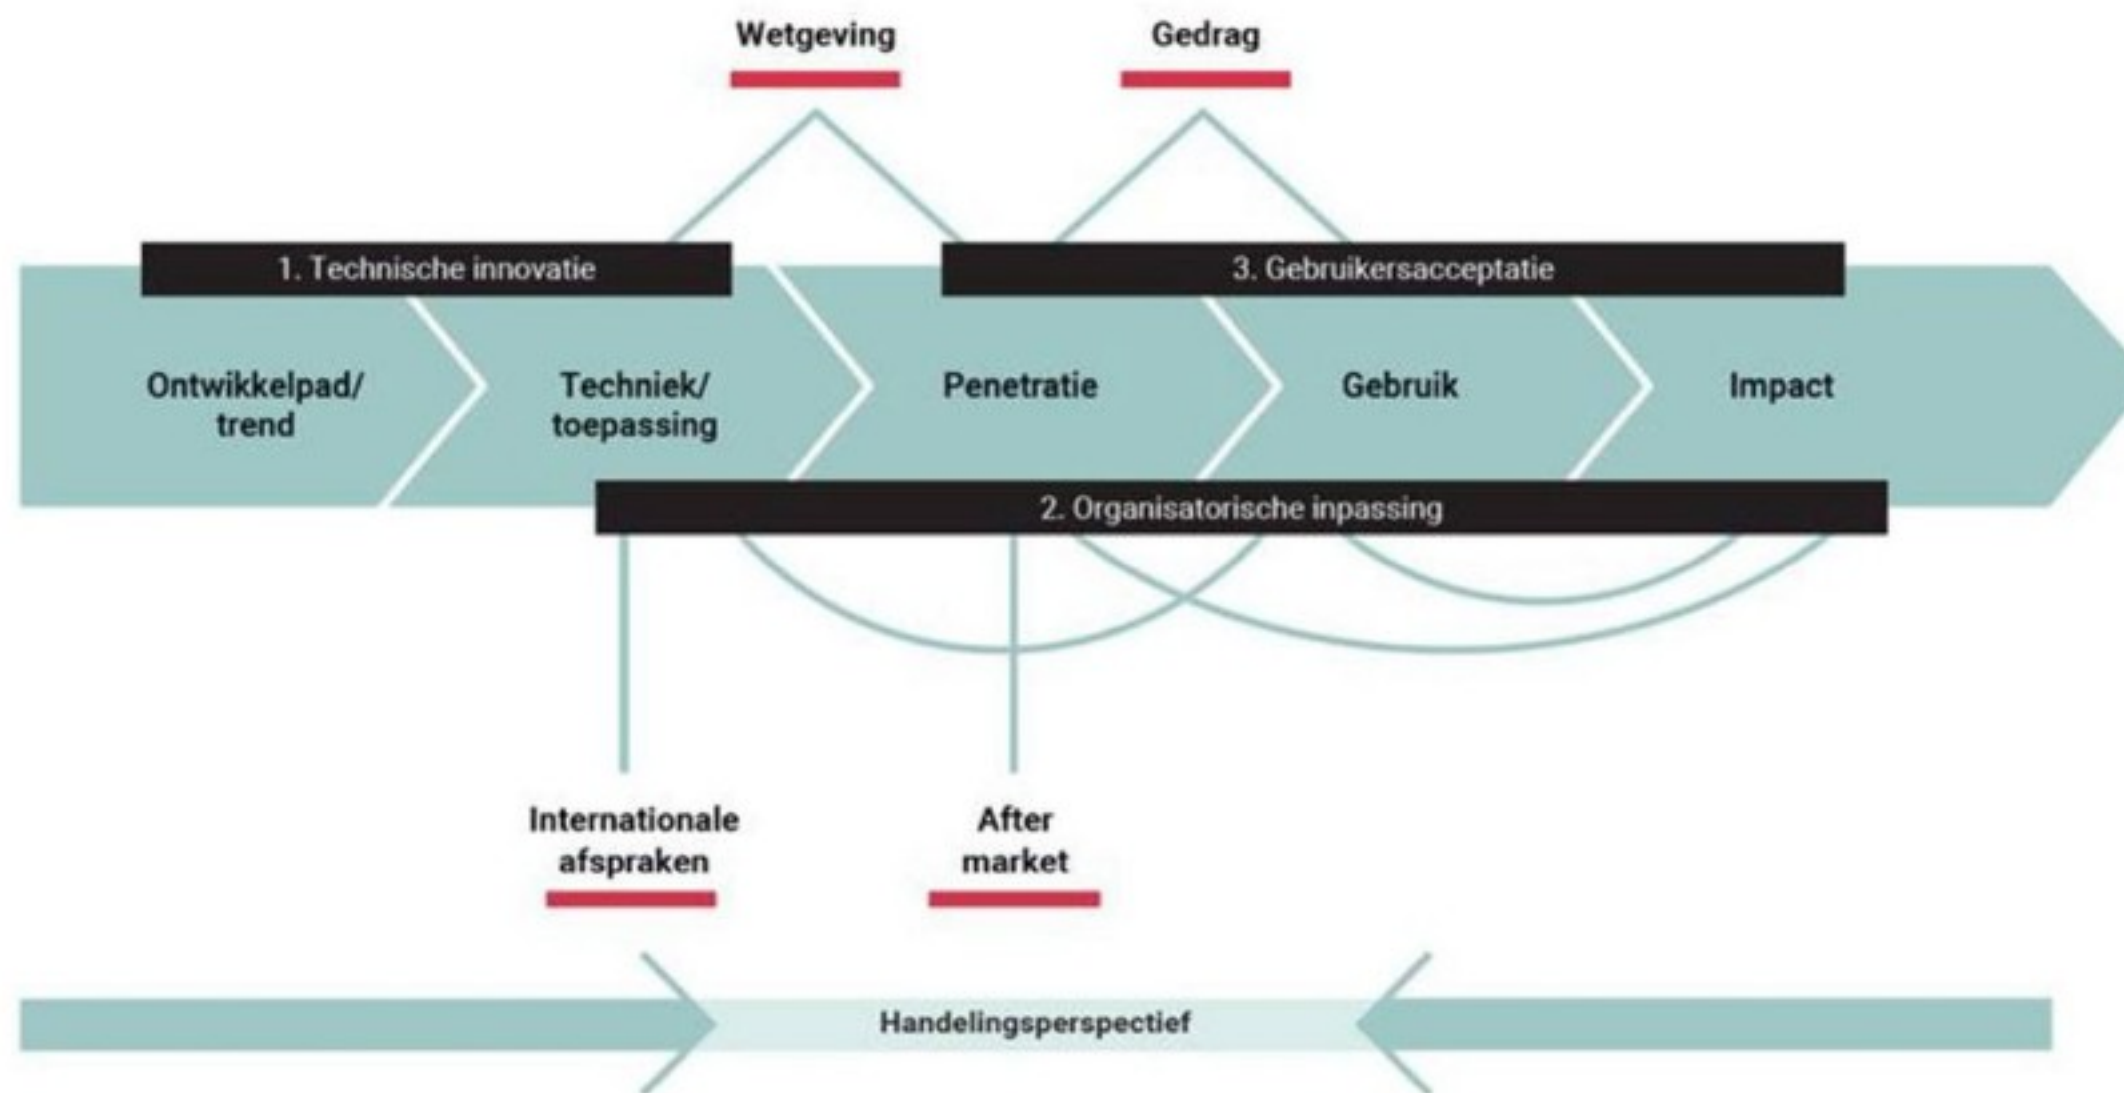 Wetgeving
Gedrag
1. Technische innovatie
3. Gebruikersacceptatie
Ontwikkelpad/
trend
Techniek/
toepassing
Penetratie
Gebruik
Impact
2. Organisatorische inpassing
Internationale
afspraken
After
market
Handelingsperspectief